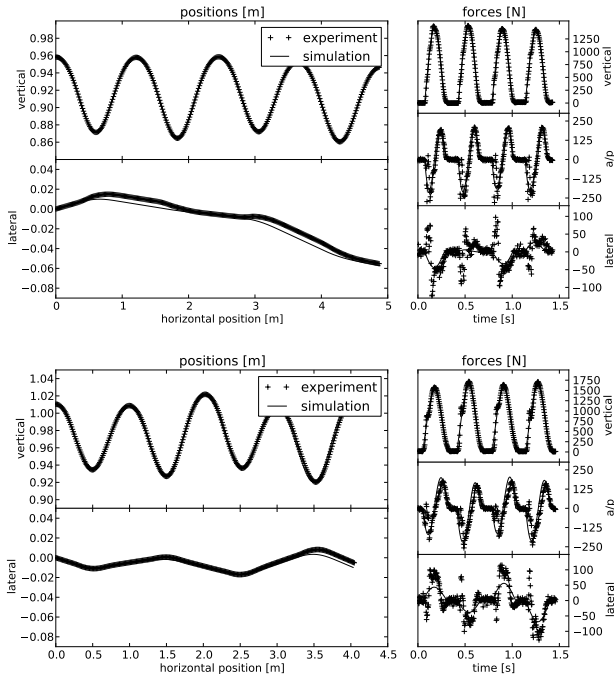 positions [m]
forces [N]
experiment
simulation
0.98
0.96
0.94
0.92
0.90
0.88
0.86
vertical
1250
1000
750
500
250
0
vertical
250
125
0
−125
−250
a/p
0.04
0.02
0.00
−0.02
−0.04
−0.06
−0.08
lateral
100
50
0
−50
−100
lateral
0 1 2 3 4 5
horizontal position [m]
0.0 0.5 1.0 1.5
time [s]
positions [m]
forces [N]
experiment
simulation
1.04
1.02
1.00
0.98
0.96
0.94
0.92
0.90
vertical
1750
1500
1250
1000
750
500
250
0
vertical
250
125
0
−125
−250
a/p
0.04
0.02
0.00
−0.02
−0.04
−0.06
−0.08
lateral
100
50
0
−50
−100
lateral
0.0 0.5 1.0 1.5 2.0 2.5 3.0 3.5 4.0 4.5
horizontal position [m]
0.0 0.5 1.0 1.5
time [s]